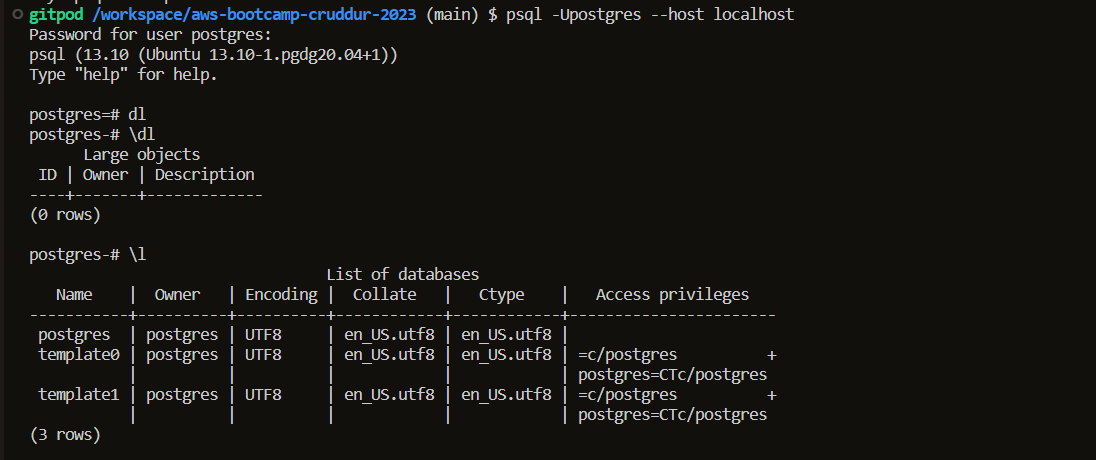 gitpod /workspace/aws-bootcamp-cruddur-2023 (main) $ psql -Upostgres --host localhost
Password for user postgres:
psql (13.10 (Ubuntu 13.10-1.pgdg20.04+1))
Type "help" for help.

postgres=# dl
postgres-# \dl
      Large objects
 ID | Owner | Description
----+-------+-------------
(0 rows)

postgres-# \l
                                 List of databases
   Name    |  Owner   | Encoding |  Collate   |   Ctype    |   Access privileges
-----------+----------+----------+------------+------------+-----------------------
 postgres  | postgres | UTF8     | en_US.utf8 | en_US.utf8 |
 template0 | postgres | UTF8     | en_US.utf8 | en_US.utf8 | =c/postgres          +
           |          |          |            |            | postgres=CTc/postgres
 template1 | postgres | UTF8     | en_US.utf8 | en_US.utf8 | =c/postgres          +
           |          |          |            |            | postgres=CTc/postgres
(3 rows)